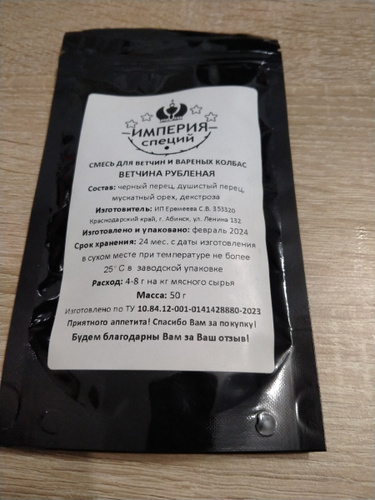 ИМПЕРИЯ
специй
СМЕСЬ ДЛЯ ВЕТЧИН И ВАРЕНЫХ КОЛБАС
ВЕТЧИНА РУБЛЕНАЯ
Состав: черный перец, душистый перец,
мускатный орех, декстроза
Изготовитель: ИП Еремеева С.В. 353320
Краснодарский край, г. Абинск, ул. Ленина 132
Изготовлено и упаковано: февраль 2024
Срок хранения: 24 мес. с даты изготовления
в сухом месте при температуре не более
25°С в заводской упаковке
Расход: 4-8 г на кг мясного сырья
Масса: 50 г
Изготовлено по ТУ 10.84.12-001-0141428880-2023
Приятного аппетита! Спасибо Вам за покупку!
Будем благодарны Вам за Ваш отзыв!